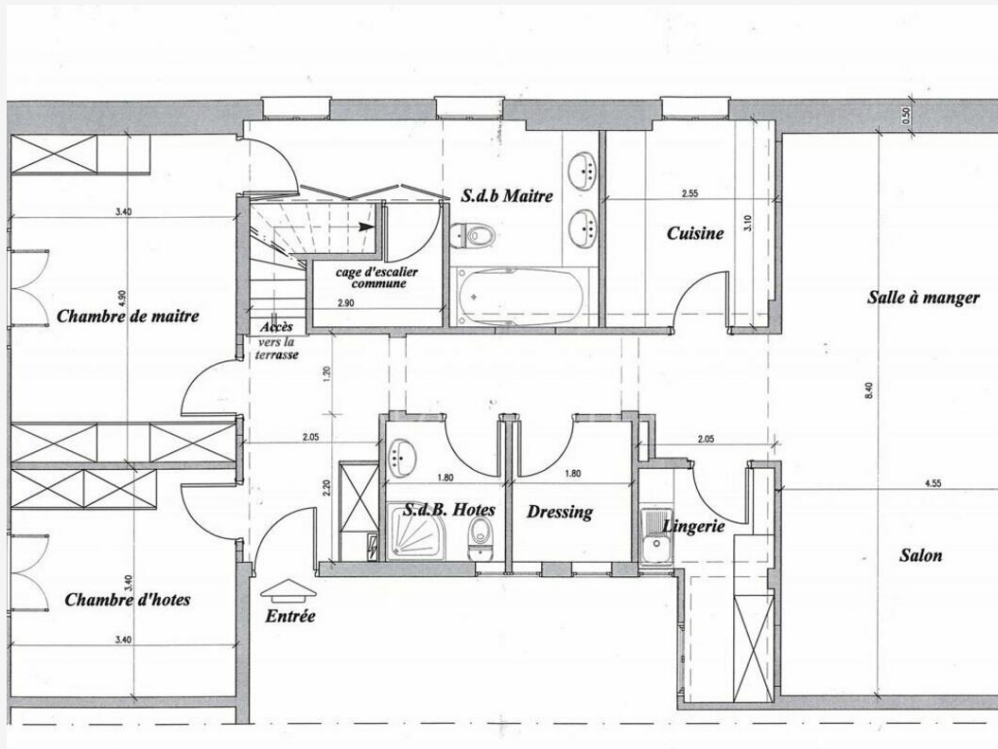 0.50
S.d.b Maitre
2.55
3.10
3.40
Cuisine
cage d'escalier
commune
Salle à manger
4.90
2.90
Chambre de maitre
Accès
vers la
terrasse
1.20
8.40
2.05
2.05
1.80
1.80
2.20
4.55
S.d.B. Hotes
Dressing
Lingerie
Salon
3.40
Chambre d'hotes
Entrée
3.40